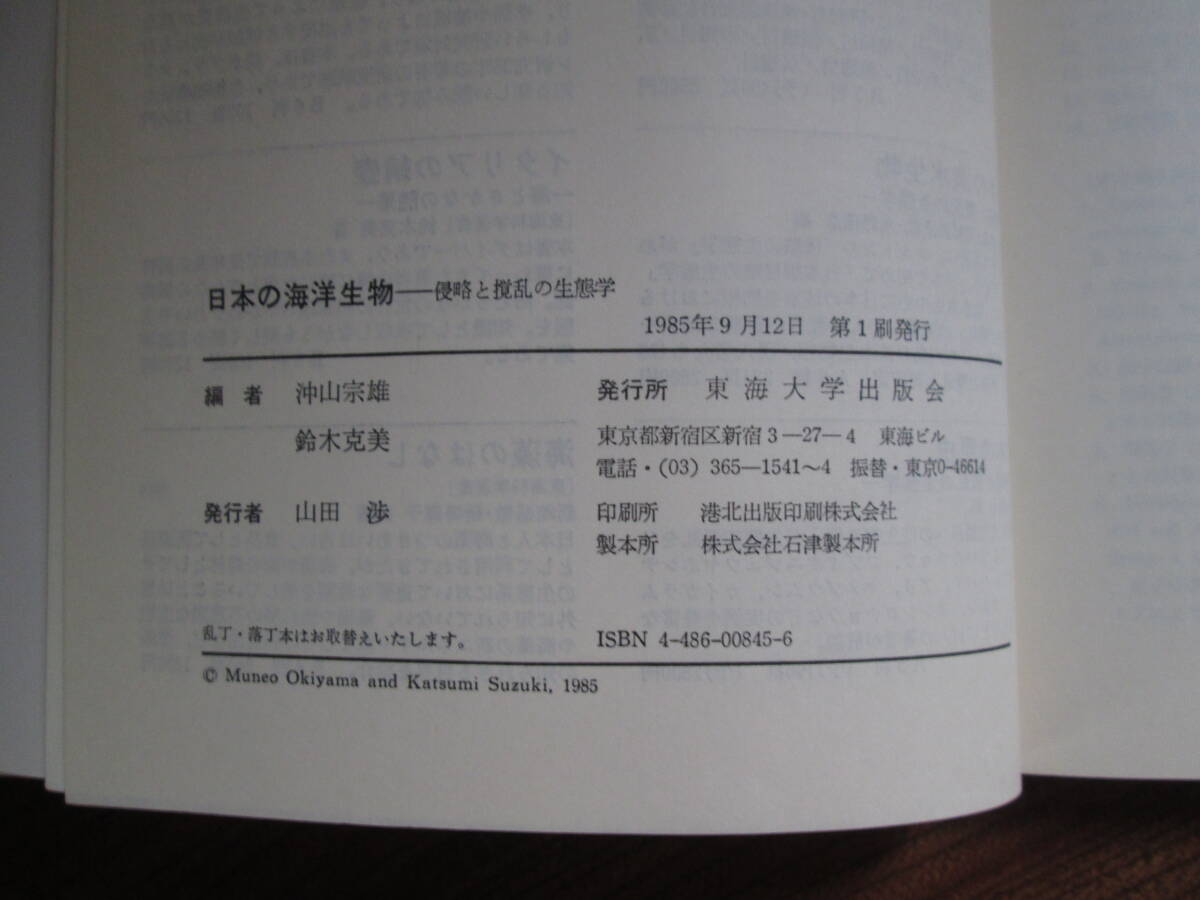 日本の海洋生物——侵略と撹乱の生態学
1985年9月12日 第1刷発行
編者 沖山宗雄
鈴木克美
発行者 山田 渉
発行所 東海大学出版会
東京都新宿区新宿3—27—4 東海ビル
電話・(03) 365—1541〜4 振替・東京0-46614
印刷所 港北出版印刷株式会社
製本所 株式会社石津製本所
乱丁・落丁本はお取替えいたします。
ISBN 4-486-00845-6
© Muneo Okiyama and Katsumi Suzuki, 1985